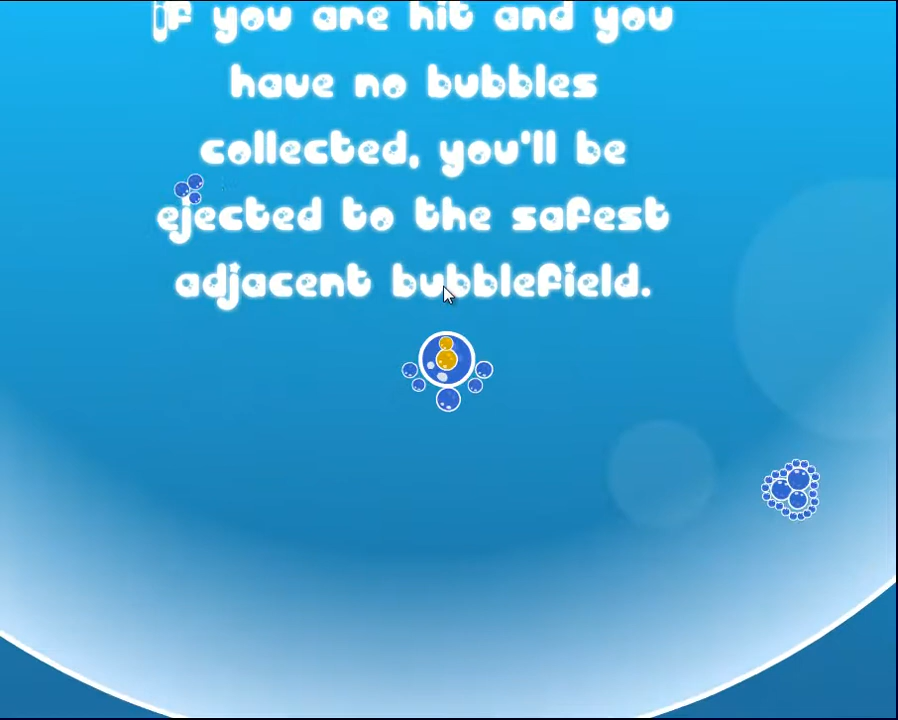 if you are hit and you
have no bubbles
collected, you'll be
ejected to the safest
adjacent bubblefield.